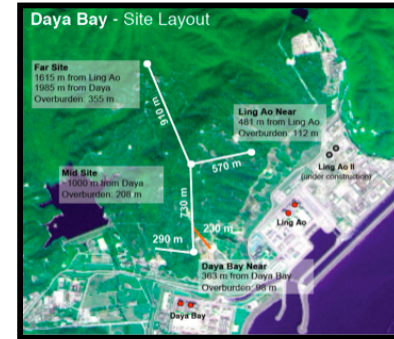 Daya Bay - Site Layout
Far Site
1615 m from Ling Ao
1985 m from Daya
Overburden: 355 m
910 m
Ling Ao Near
481 m from Ling Ao
Overburden: 112 m
570 m
Ling Ao II
(under construction)
Mid Site
~1000 m from Daya
Overburden: 208 m
730 m
230 m
290 m
Ling Ao
Daya Bay Near
363 m from Daya Bay
Overburden: 98 m
Daya Bay